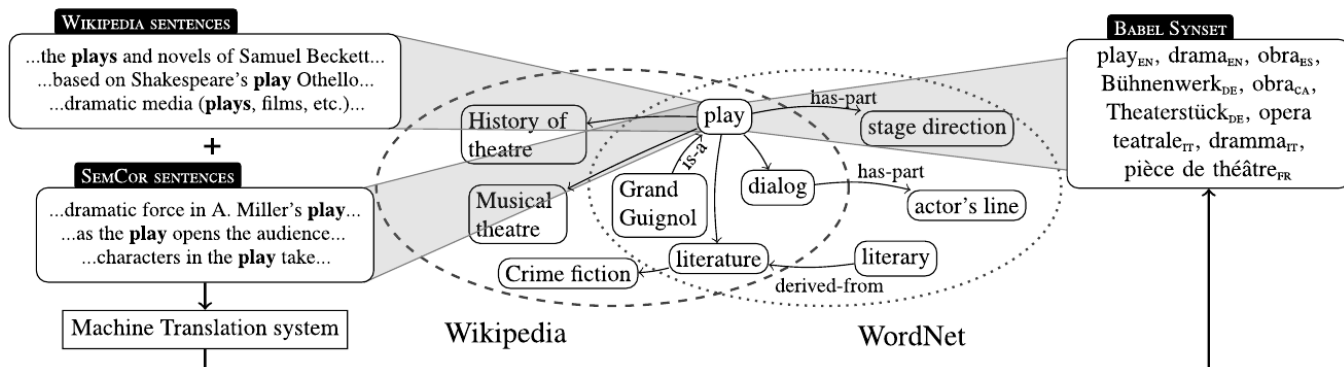 WIKIPEDIA SENTENCES
...the plays and novels of Samuel Beckett...
...based on Shakespeare's play Othello...
...dramatic media (plays, films, etc.)...
+
SEMCOR SENTENCES
...dramatic force in A. Miller's play...
...as the play opens the audience...
...characters in the play take...
Machine Translation system
play
has-part
History of
theatre
stage direction
is-a
Musical
theatre
Grand
Guignol
dialog
has-part
actor's line
literature
literary
Crime fiction
derived-from
Wikipedia
WordNet
BABEL SYNSET
playEN, dramaEN, obraES,
BühnenwerkDE, obraCA,
TheaterstückDE, opera
teatraleIT, drammaIT,
pièce de théâtreFR